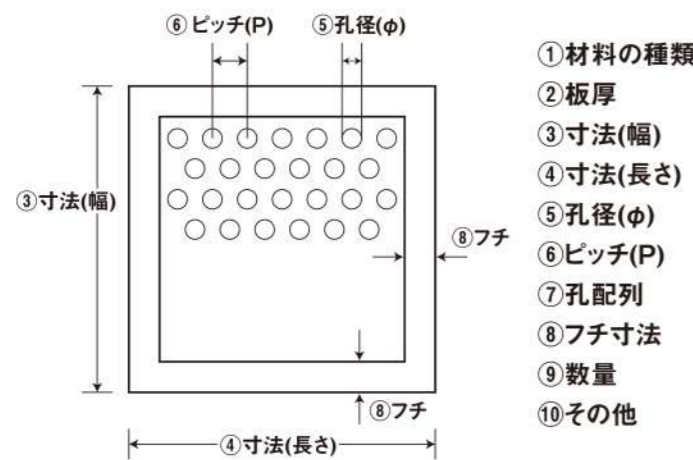 ⑥ピッチ(P)
⑤孔径(φ)
③寸法(幅)
⑧フチ
⑧フチ
④寸法(長さ)
①材料の種類
②板厚
③寸法(幅)
④寸法(長さ)
⑤孔径(φ)
⑥ピッチ(P)
⑦孔配列
⑧フチ寸法
⑨数量
⑩その他